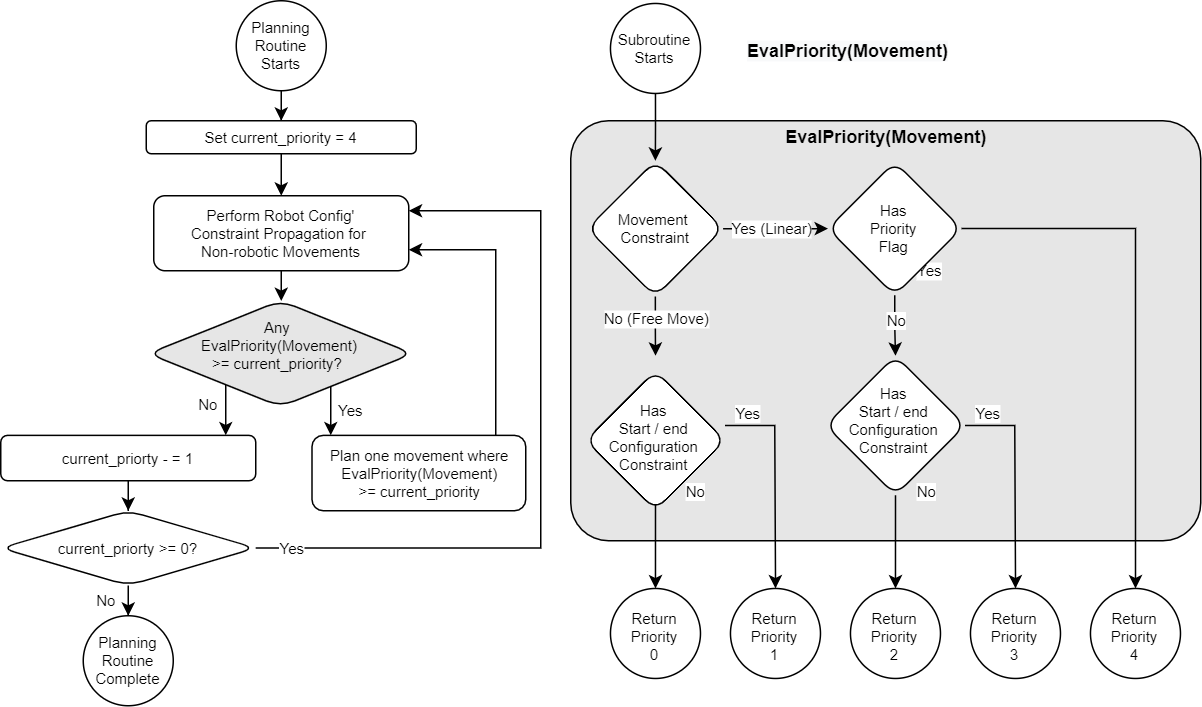 Planning
Routine
Starts
Set current_priority = 4
Perform Robot Config'
Constraint Propagation for
Non-robotic Movements
Any
EvalPriority(Movement)
>= current_priority?
No
Yes
current_priorty - = 1
Plan one movement where
EvalPriority(Movement)
>= current_priority
current_priorty >= 0?
Yes
No
Planning
Routine
Complete
Subroutine
Starts
EvalPriority(Movement)
EvalPriority(Movement)
Movement
Constraint
Yes (Linear)
Has
Priority
Flag
Yes
No (Free Move)
No
Has
Start / end
Configuration
Constraint
Yes
No
Has
Start / end
Configuration
Constraint
Yes
No
Return
Priority
0
Return
Priority
1
Return
Priority
2
Return
Priority
3
Return
Priority
4